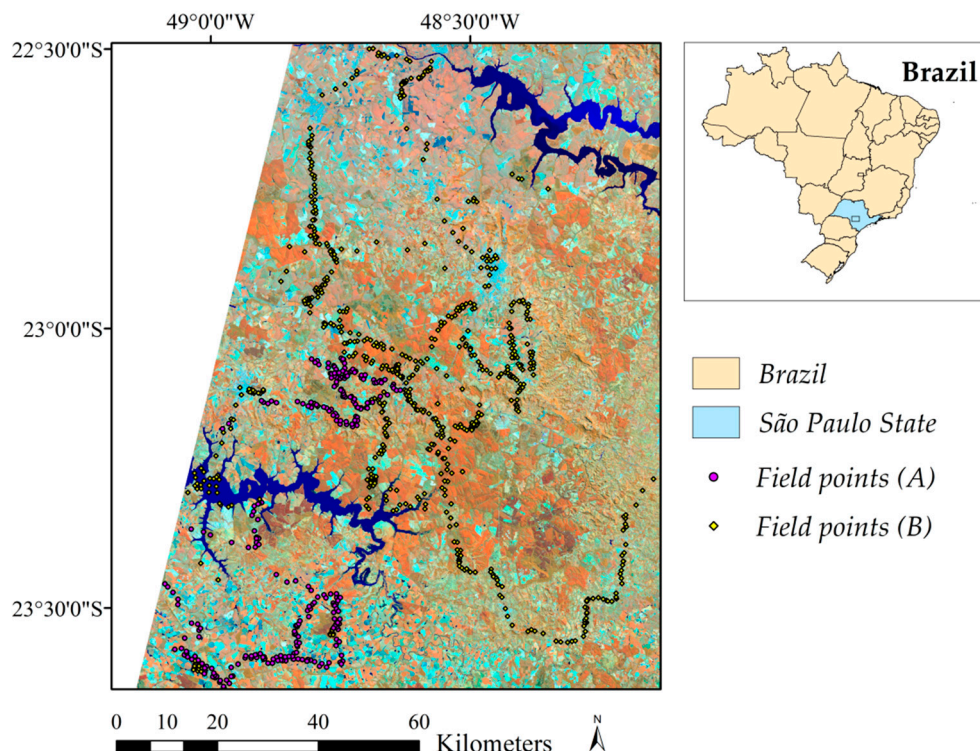 49°0'0"W 48°30'0"W
22°30'0"S
23°0'0"S
23°30'0"S
Brazil
Brazil
São Paulo State
Field points (A)
Field points (B)
0 10 20 40 60
Kilometers
N